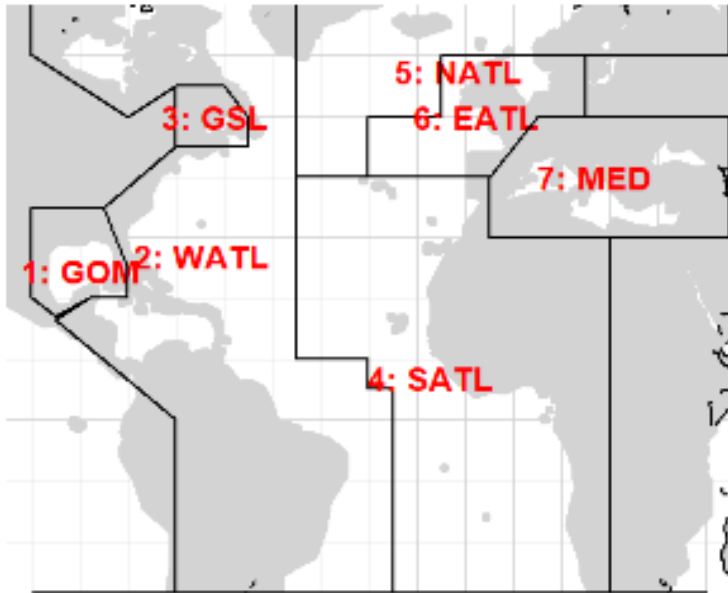 5: NATL
3: GSL
6: EATL
7: MED
2: WATL
1: GOM
4: SATL